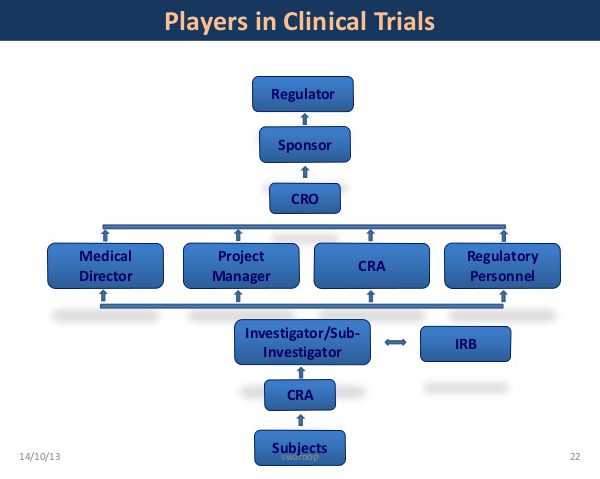 Players in Clinical Trials
Regulator
Sponsor
CRO
Medical
Director
Project
Manager
CRA
Regulatory
Personnel
Investigator/Sub-
Investigator
IRB
CRA
Subjects
14/10/13
swaroop
22